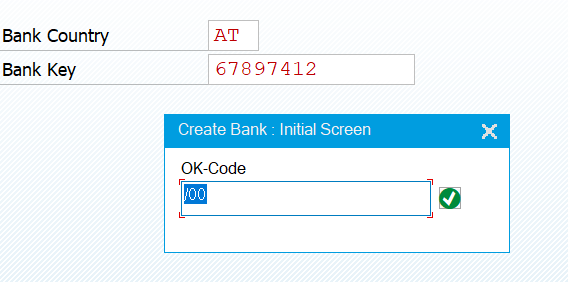 Bank Country AT
Bank Key 67897412
Create Bank : Initial Screen
OK-Code
/00